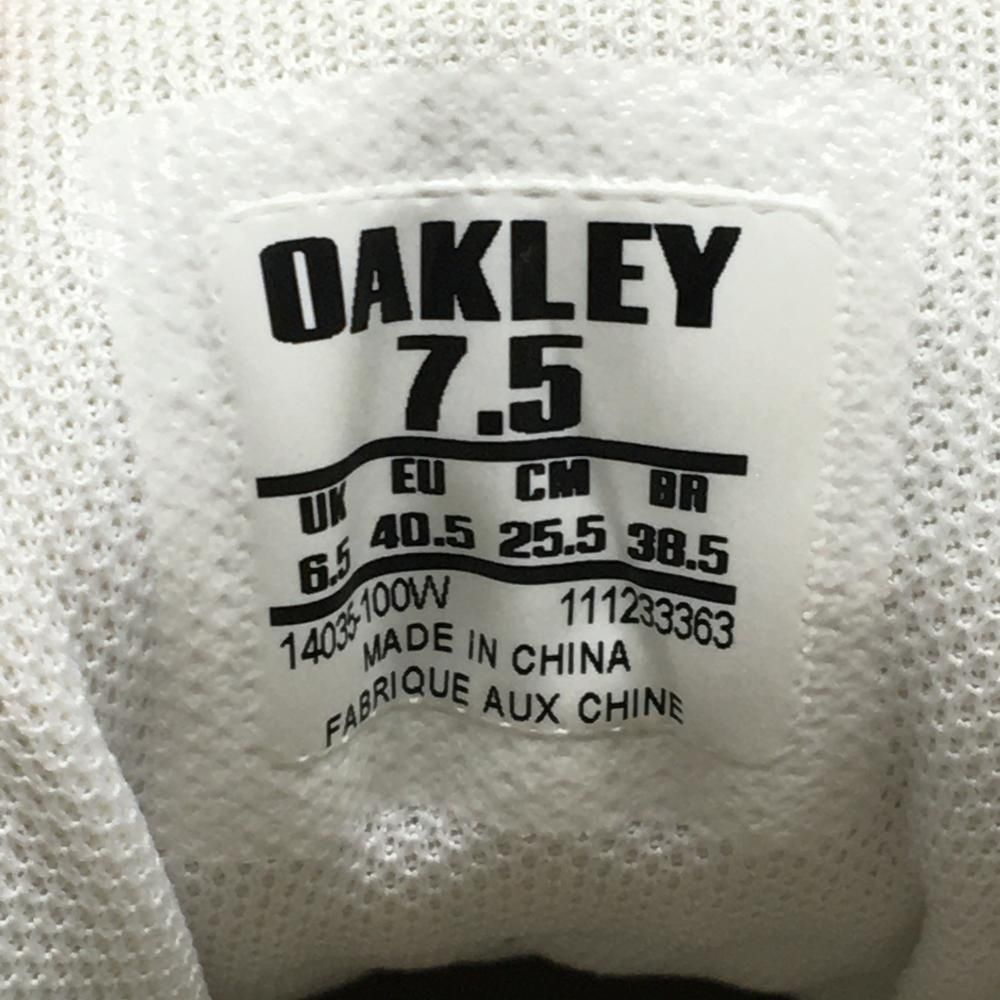 OAKLEY
7.5
UK EU CM BR
6.5 40.5 25.5 38.5
14035-100W 111233363
MADE IN CHINA
FABRIQUE AUX CHINE